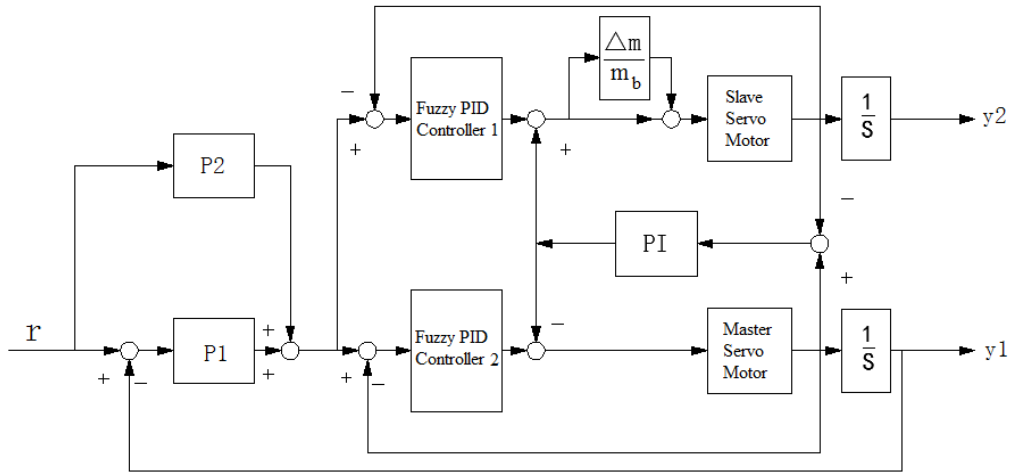 △m
m_b
−
Fuzzy PID
Controller 1
Slave
Servo
Motor
1
S
y2
+
+
P2
−
PI
+
r
P1
+
+
Fuzzy PID
Controller 2
−
Master
Servo
Motor
1
S
y1
+
−
+
−